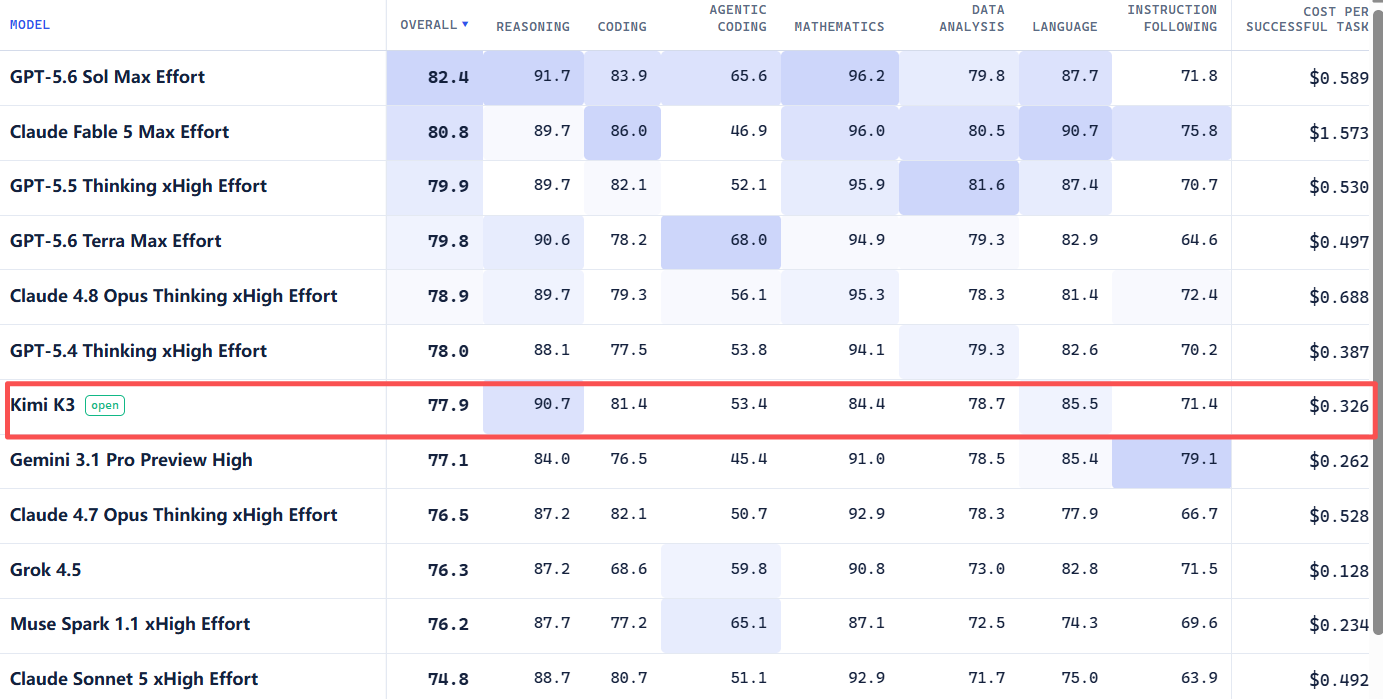 MODEL OVERALL▼ REASONING CODING AGENTIC CODING MATHEMATICS DATA ANALYSIS LANGUAGE INSTRUCTION FOLLOWING COST PER SUCCESSFUL TASK
GPT-5.6 Sol Max Effort 82.4 91.7 83.9 65.6 96.2 79.8 87.7 71.8 $0.589
Claude Fable 5 Max Effort 80.8 89.7 86.0 46.9 96.0 80.5 90.7 75.8 $1.573
GPT-5.5 Thinking xHigh Effort 79.9 89.7 82.1 52.1 95.9 81.6 87.4 70.7 $0.530
GPT-5.6 Terra Max Effort 79.8 90.6 78.2 68.0 94.9 79.3 82.9 64.6 $0.497
Claude 4.8 Opus Thinking xHigh Effort 78.9 89.7 79.3 56.1 95.3 78.3 81.4 72.4 $0.688
GPT-5.4 Thinking xHigh Effort 78.0 88.1 77.5 53.8 94.1 79.3 82.6 70.2 $0.387
Kimi K3 open 77.9 90.7 81.4 53.4 84.4 78.7 85.5 71.4 $0.326
Gemini 3.1 Pro Preview High 77.1 84.0 76.5 45.4 91.0 78.5 85.4 79.1 $0.262
Claude 4.7 Opus Thinking xHigh Effort 76.5 87.2 82.1 50.7 92.9 78.3 77.9 66.7 $0.528
Grok 4.5 76.3 87.2 68.6 59.8 90.8 73.0 82.8 71.5 $0.128
Muse Spark 1.1 xHigh Effort 76.2 87.7 77.2 65.1 87.1 72.5 74.3 69.6 $0.234
Claude Sonnet 5 xHigh Effort 74.8 88.7 80.7 51.1 92.9 71.7 75.0 63.9 $0.492